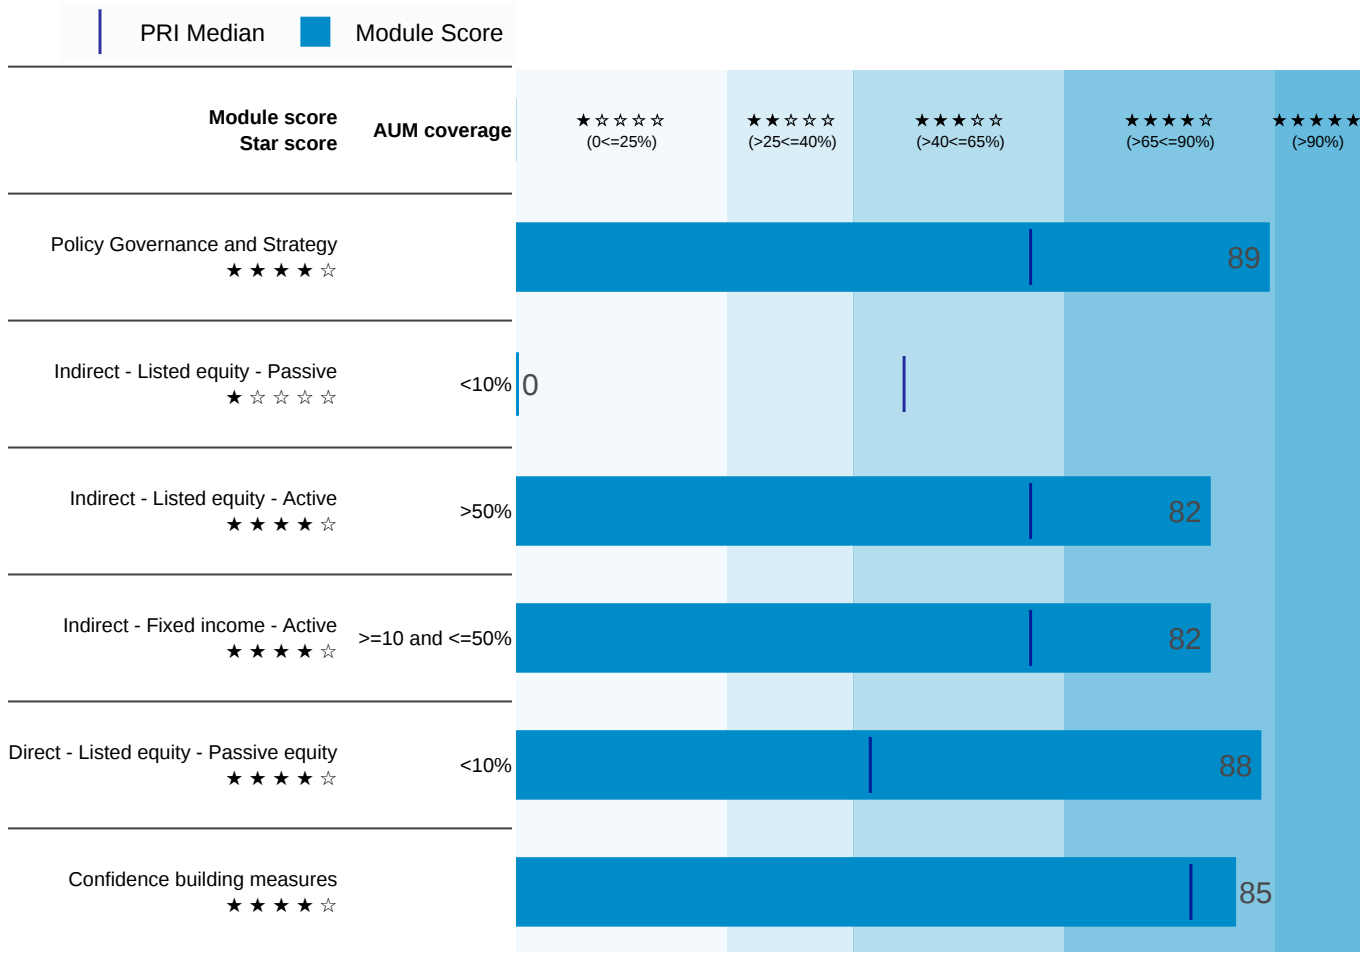 PRI Median Module Score
Module score
Star score
AUM coverage
★☆☆☆☆ ★★☆☆☆ ★★★☆☆ ★★★★☆ ★★★★★
(0<=25%) (>25<=40%) (>40<=65%) (>65<=90%) (>90%)
Policy Governance and Strategy
★★★★☆
89
Indirect - Listed equity - Passive
★☆☆☆☆
<10%
0
Indirect - Listed equity - Active
★★★★☆
>50%
82
Indirect - Fixed income - Active
★★★★☆
>=10 and <=50%
82
Direct - Listed equity - Passive equity
★★★★☆
<10%
88
Confidence building measures
★★★★☆
85